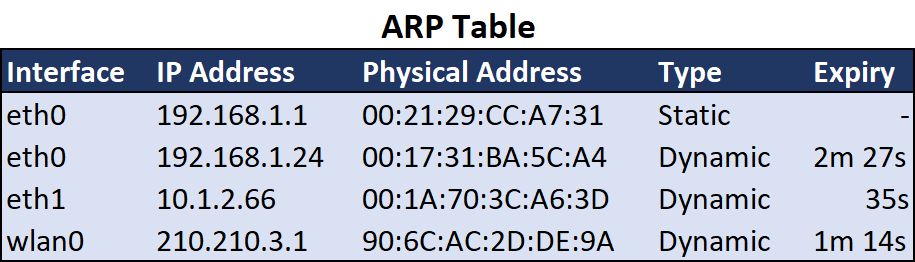 ARP Table
Interface IP Address Physical Address Type Expiry
eth0 192.168.1.1 00:21:29:CC:A7:31 Static -
eth0 192.168.1.24 00:17:31:BA:5C:A4 Dynamic 2m 27s
eth1 10.1.2.66 00:1A:70:3C:A6:3D Dynamic 35s
wlan0 210.210.3.1 90:6C:AC:2D:DE:9A Dynamic 1m 14s